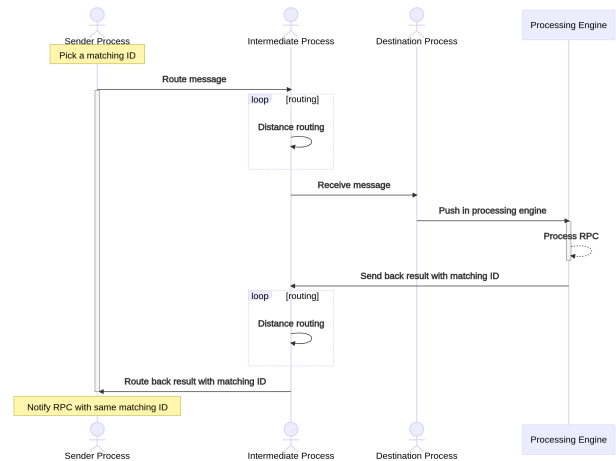 Sender Process
Intermediate Process
Destination Process
Processing Engine
Pick a matching ID
Route message
loop
[routing]
Distance routing
Receive message
Push in processing engine
Process RPC
Send back result with matching ID
loop
[routing]
Distance routing
Route back result with matching ID
Notify RPC with same matching ID
Sender Process
Intermediate Process
Destination Process
Processing Engine